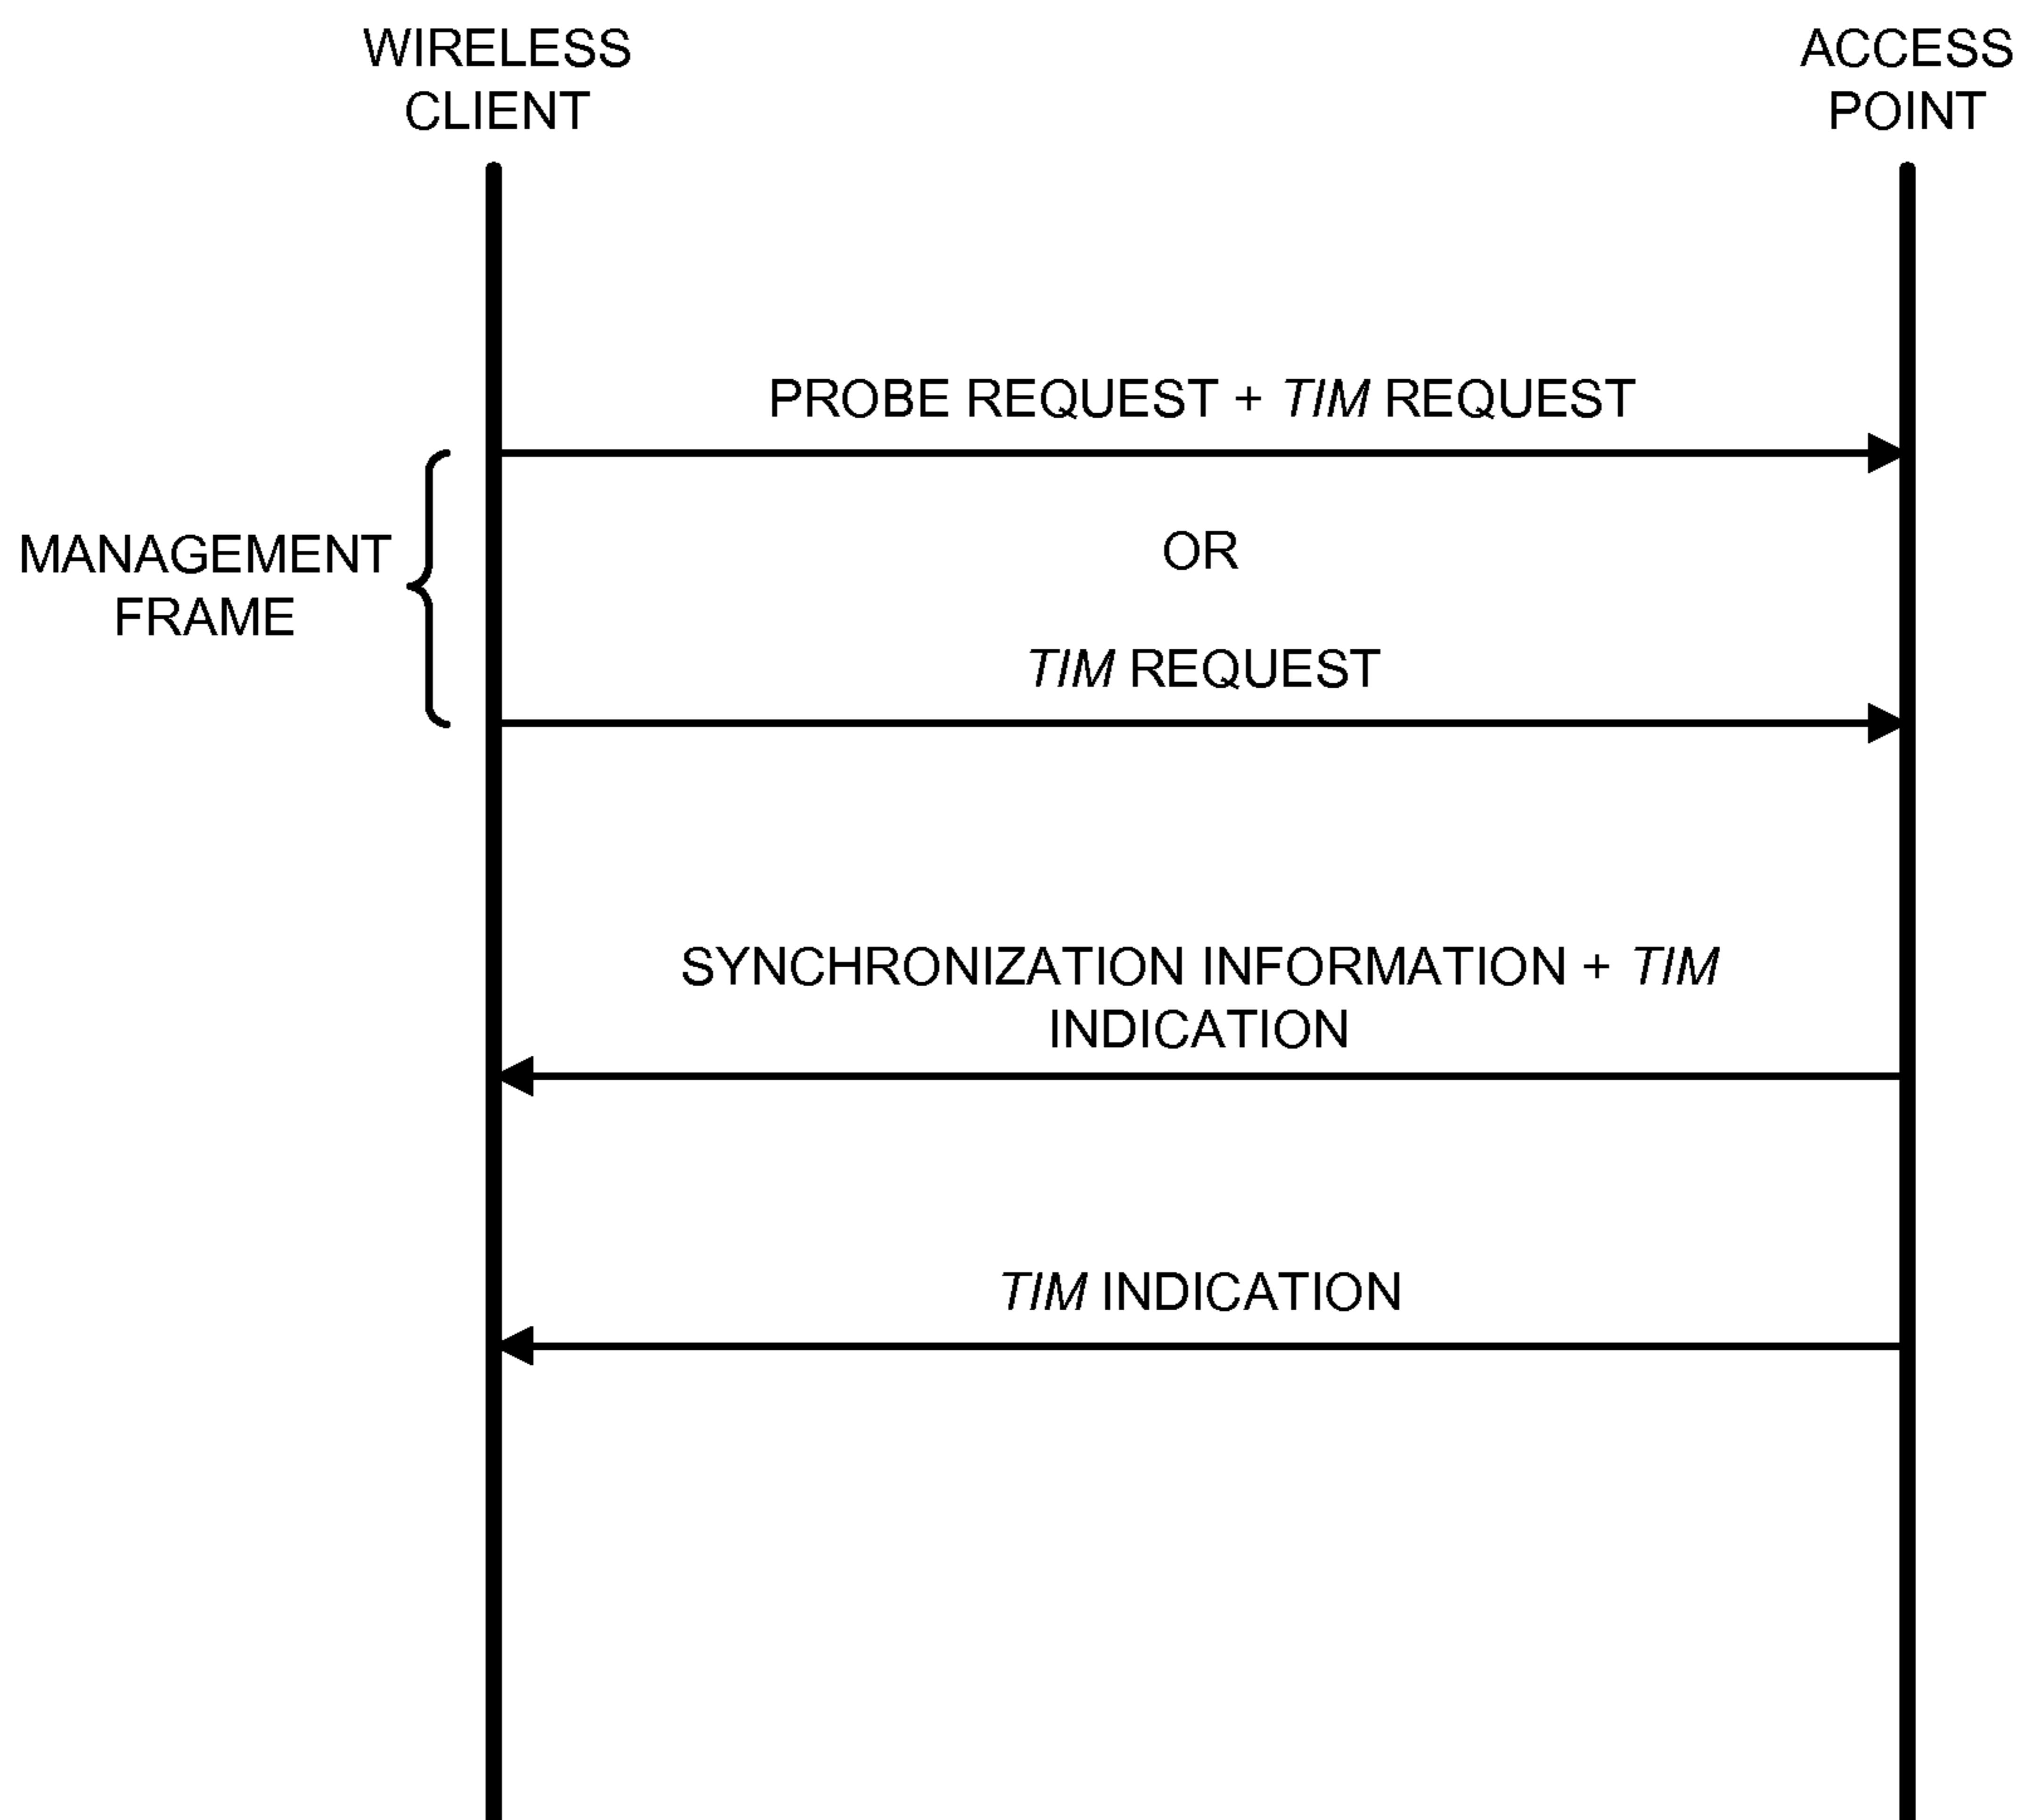 WIRELESS
CLIENT
ACCESS
POINT
PROBE REQUEST + TIM REQUEST
MANAGEMENT
FRAME
OR
TIM REQUEST
SYNCHRONIZATION INFORMATION + TIM
INDICATION
TIM INDICATION